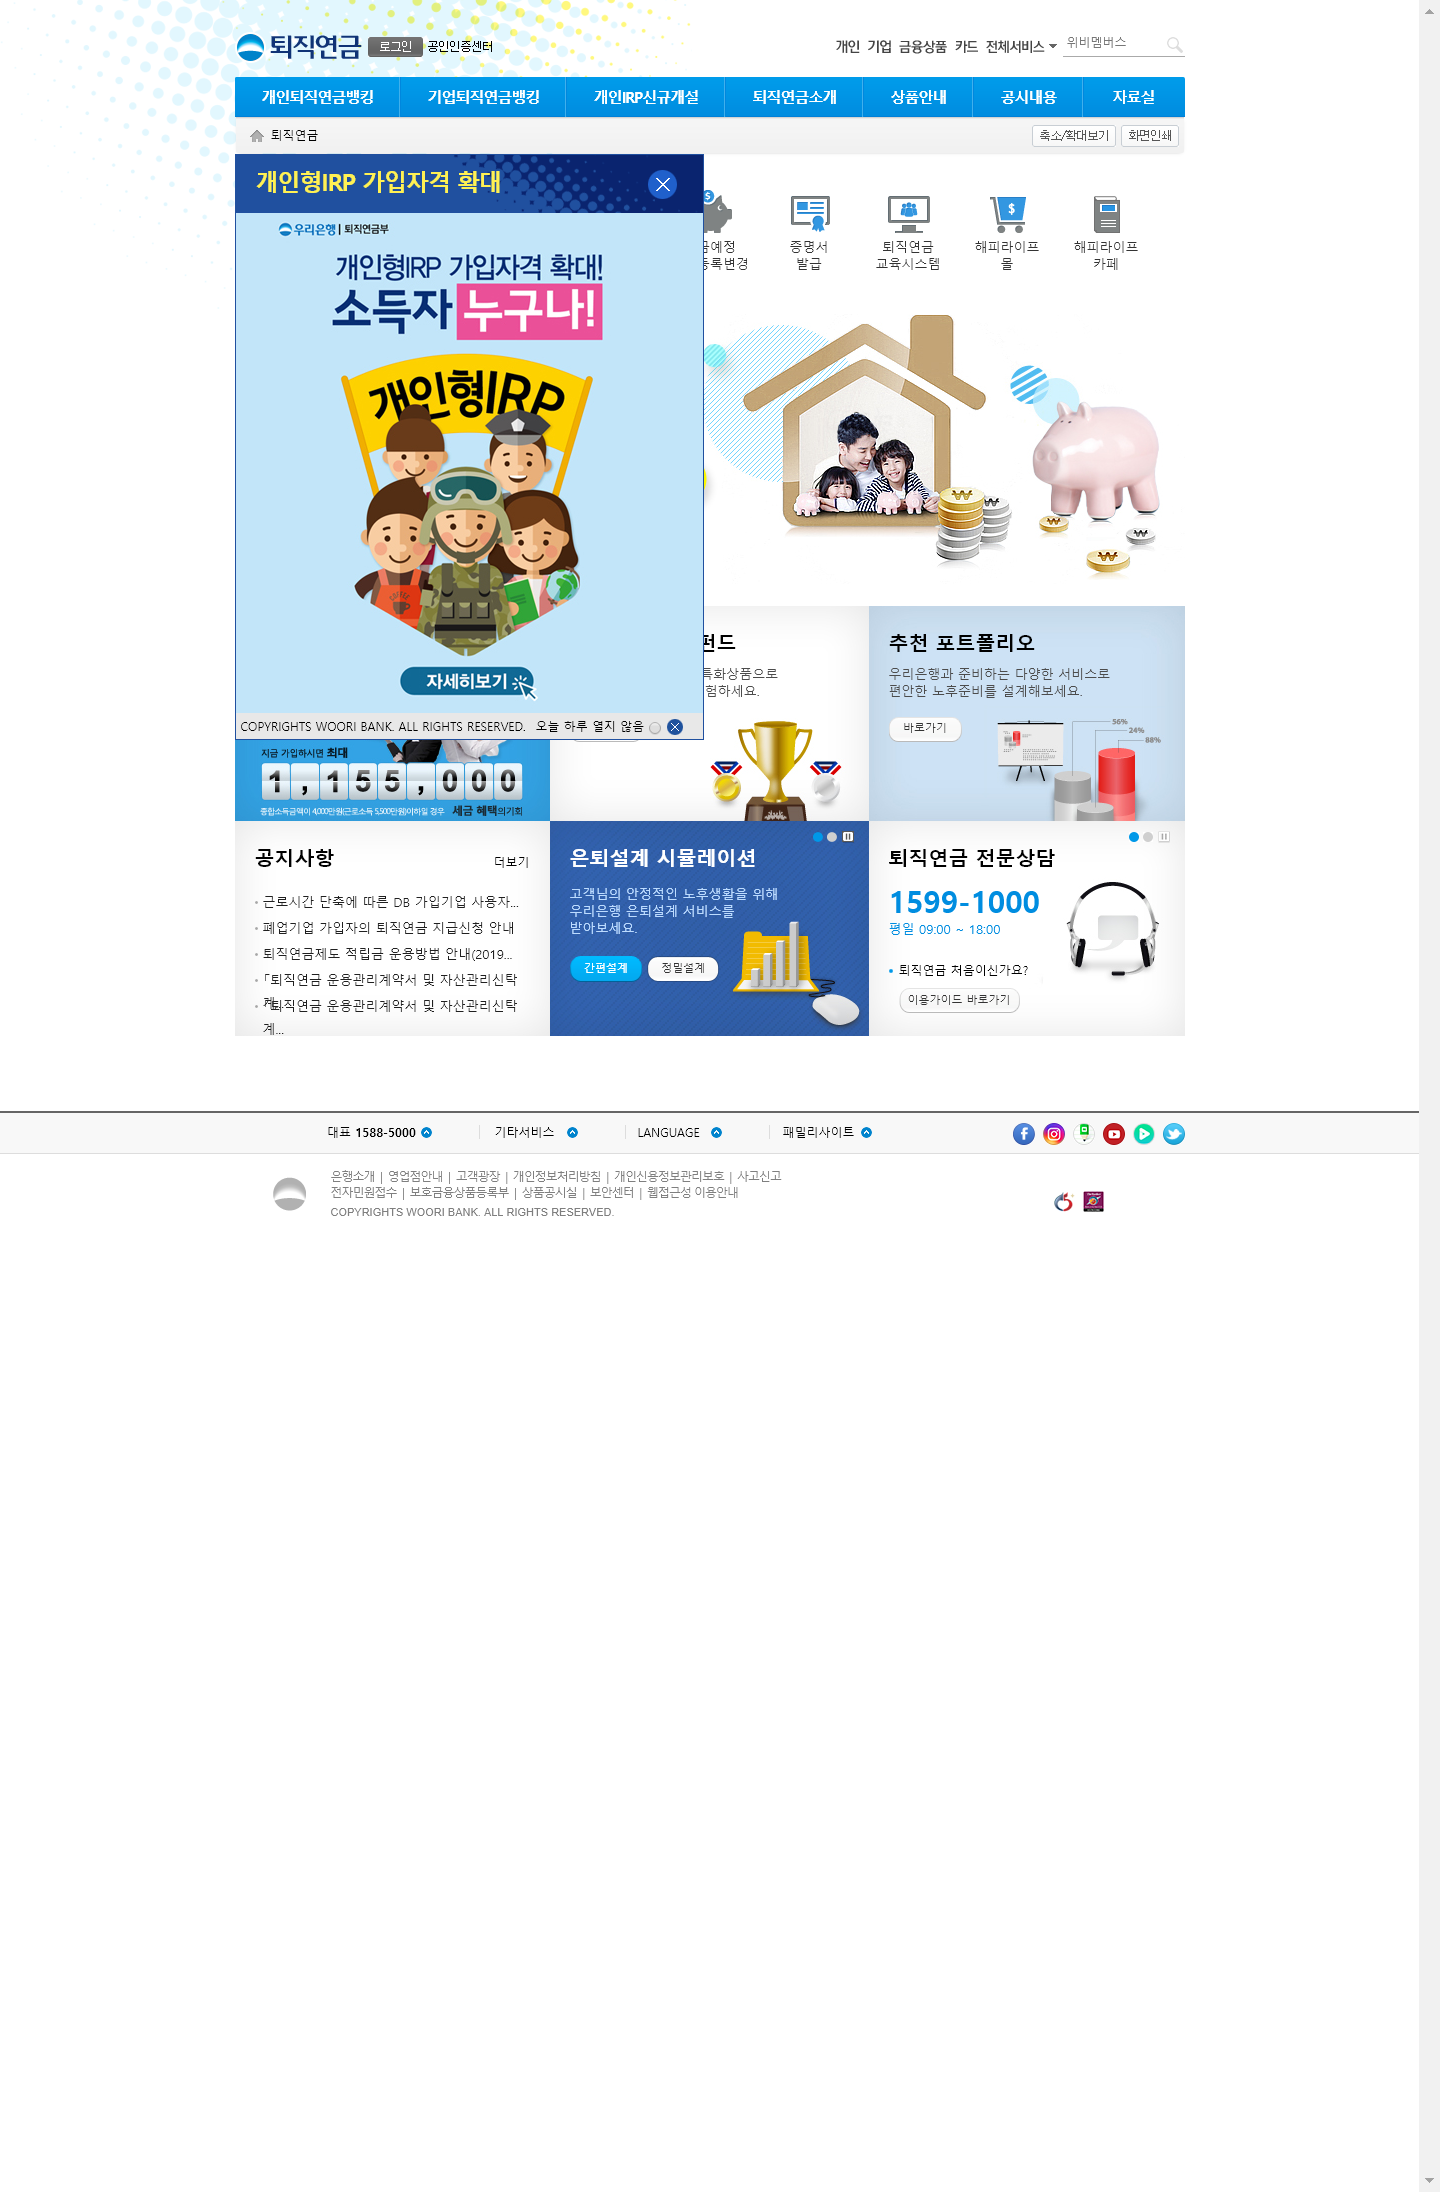 퇴직연금 로그인 공인인증센터
개인 기업 금융상품 카드 전체서비스 위비멤버스
개인퇴직연금뱅킹 기업퇴직연금뱅킹 개인IRP신규개설 퇴직연금소개 상품안내 공시내용 자료실
퇴직연금 축소/확대보기 화면인쇄
개인형IRP 가입자격 확대
우리은행 | 퇴직연금부
개인형IRP 가입자격 확대!
소득자 누구나!
개인형IRP
COFFEE
자세히보기
COPYRIGHTS WOORI BANK. ALL RIGHTS RESERVED. 오늘 하루 열지 않음
금예정
등록변경
증명서
발급
퇴직연금
교육시스템
해피라이프
몰
해피라이프
카페
지금 가입하시면 최대
1,155,000
종합소득금액이 4,000만원(근로소득 5,500만원)이하일 경우 세금 혜택의기회
펀드
특화상품으로
험하세요.
추천 포트폴리오
우리은행과 준비하는 다양한 서비스로
편안한 노후준비를 설계해보세요.
바로가기
56%
24%
88%
공지사항 더보기
근로시간 단축에 따른 DB 가입기업 사용자...
폐업기업 가입자의 퇴직연금 지급신청 안내
퇴직연금제도 적립금 운용방법 안내(2019...
「퇴직연금 운용관리계약서 및 자산관리신탁
「퇴직연금 운용관리계약서 및 자산관리신탁
계...
은퇴설계 시뮬레이션
고객님의 안정적인 노후생활을 위해
우리은행 은퇴설계 서비스를
받아보세요.
간편설계 정밀설계
퇴직연금 전문상담
1599-1000
평일 09:00 ~ 18:00
퇴직연금 처음이신가요?
이용가이드 바로가기
대표 1588-5000 기타서비스 LANGUAGE 패밀리사이트
은행소개 | 영업점안내 | 고객광장 | 개인정보처리방침 | 개인신용정보관리보호 | 사고신고
전자민원접수 | 보호금융상품등록부 | 상품공시실 | 보안센터 | 웹접근성 이용안내
COPYRIGHTS WOORI BANK. ALL RIGHTS RESERVED.